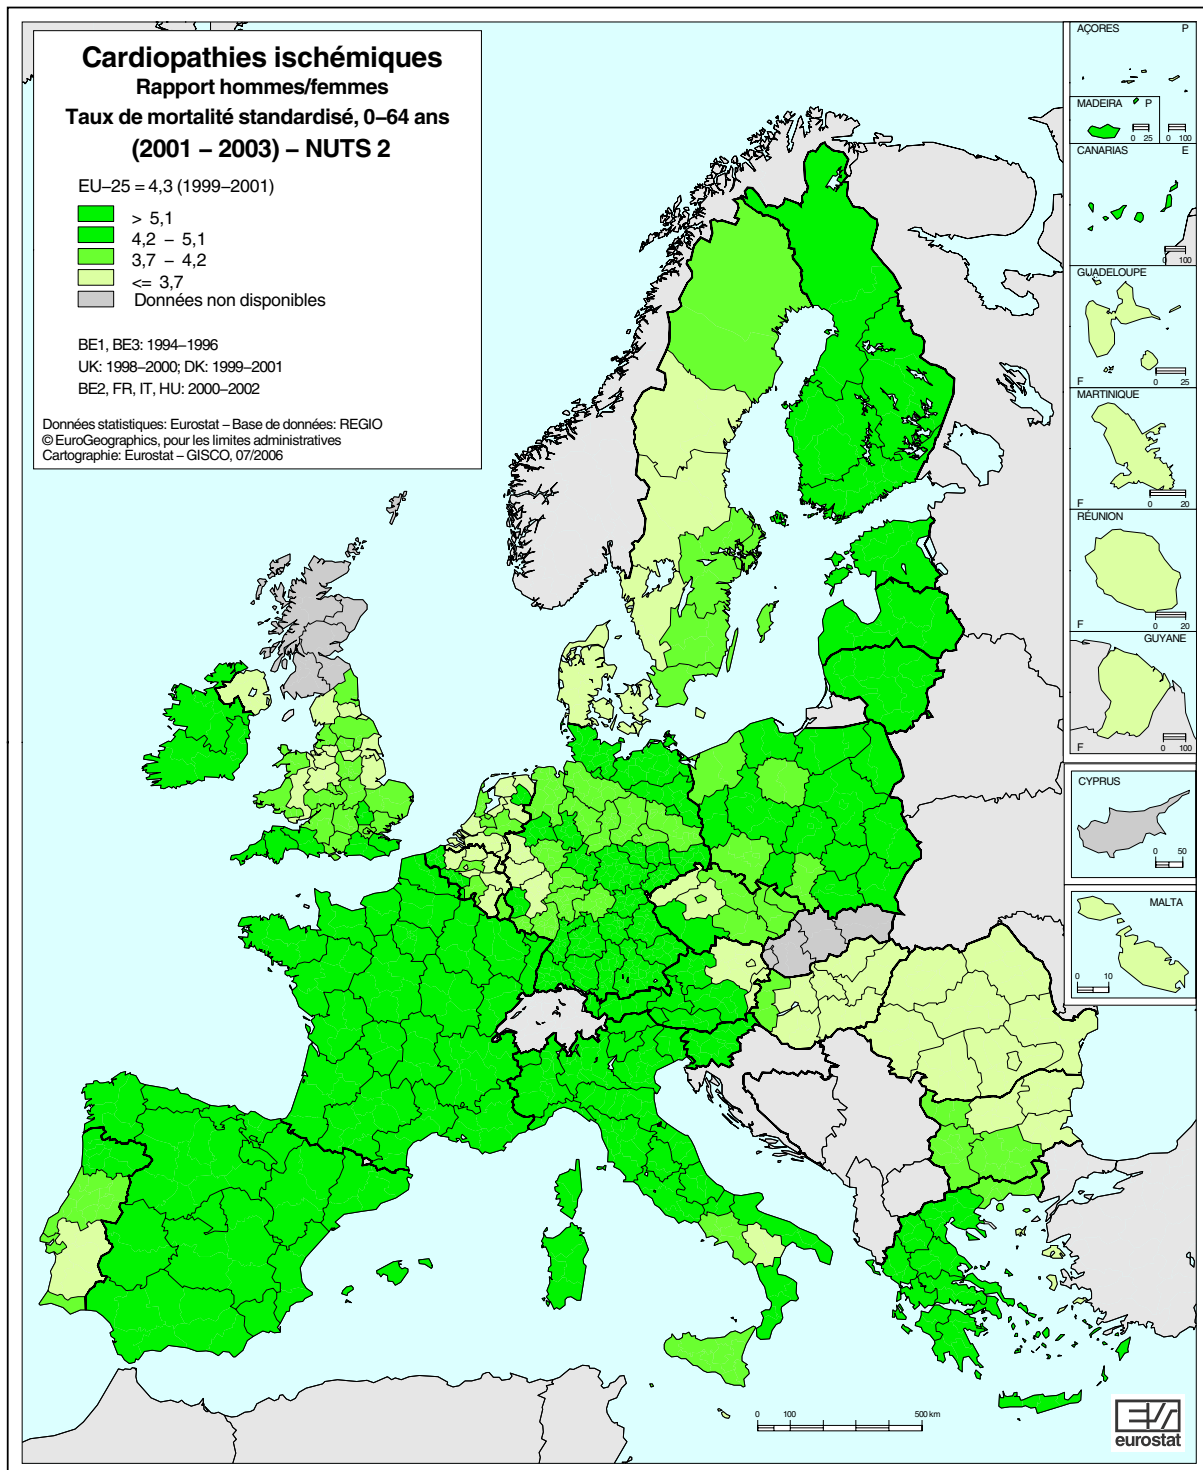 Cardiopathies ischémiques
Rapport hommes/femmes
Taux de mortalité standardisé, 0–64 ans
(2001 – 2003) – NUTS 2
EU–25 = 4,3 (1999–2001)
> 5,1
4,2 – 5,1
3,7 – 4,2
<= 3,7
Données non disponibles
BE1, BE3: 1994–1996
UK: 1998–2000; DK: 1999–2001
BE2, FR, IT, HU: 2000–2002
Données statistiques: Eurostat – Base de données: REGIO
© EuroGeographics, pour les limites administratives
Cartographie: Eurostat – GISCO, 07/2006
AÇORES P
MADEIRA P
0 25
0 100
CANARIAS E
0 100
GUADELOUPE
F
0 25
MARTINIQUE
F
0 20
RÉUNION
F
0 20
GUYANE
F
0 100
CYPRUS
0 50
MALTA
0 10
0 100 500 km
eurostat